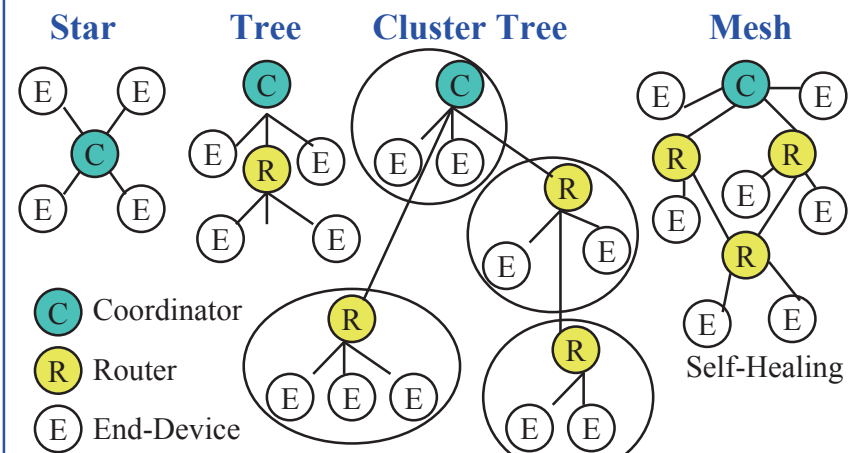 Star Tree Cluster Tree Mesh
E E C E E
C E R E E E
C E E R E E R E E E R E E
C E E R R E E E R E E
C Coordinator
R Router
E End-Device
Self-Healing